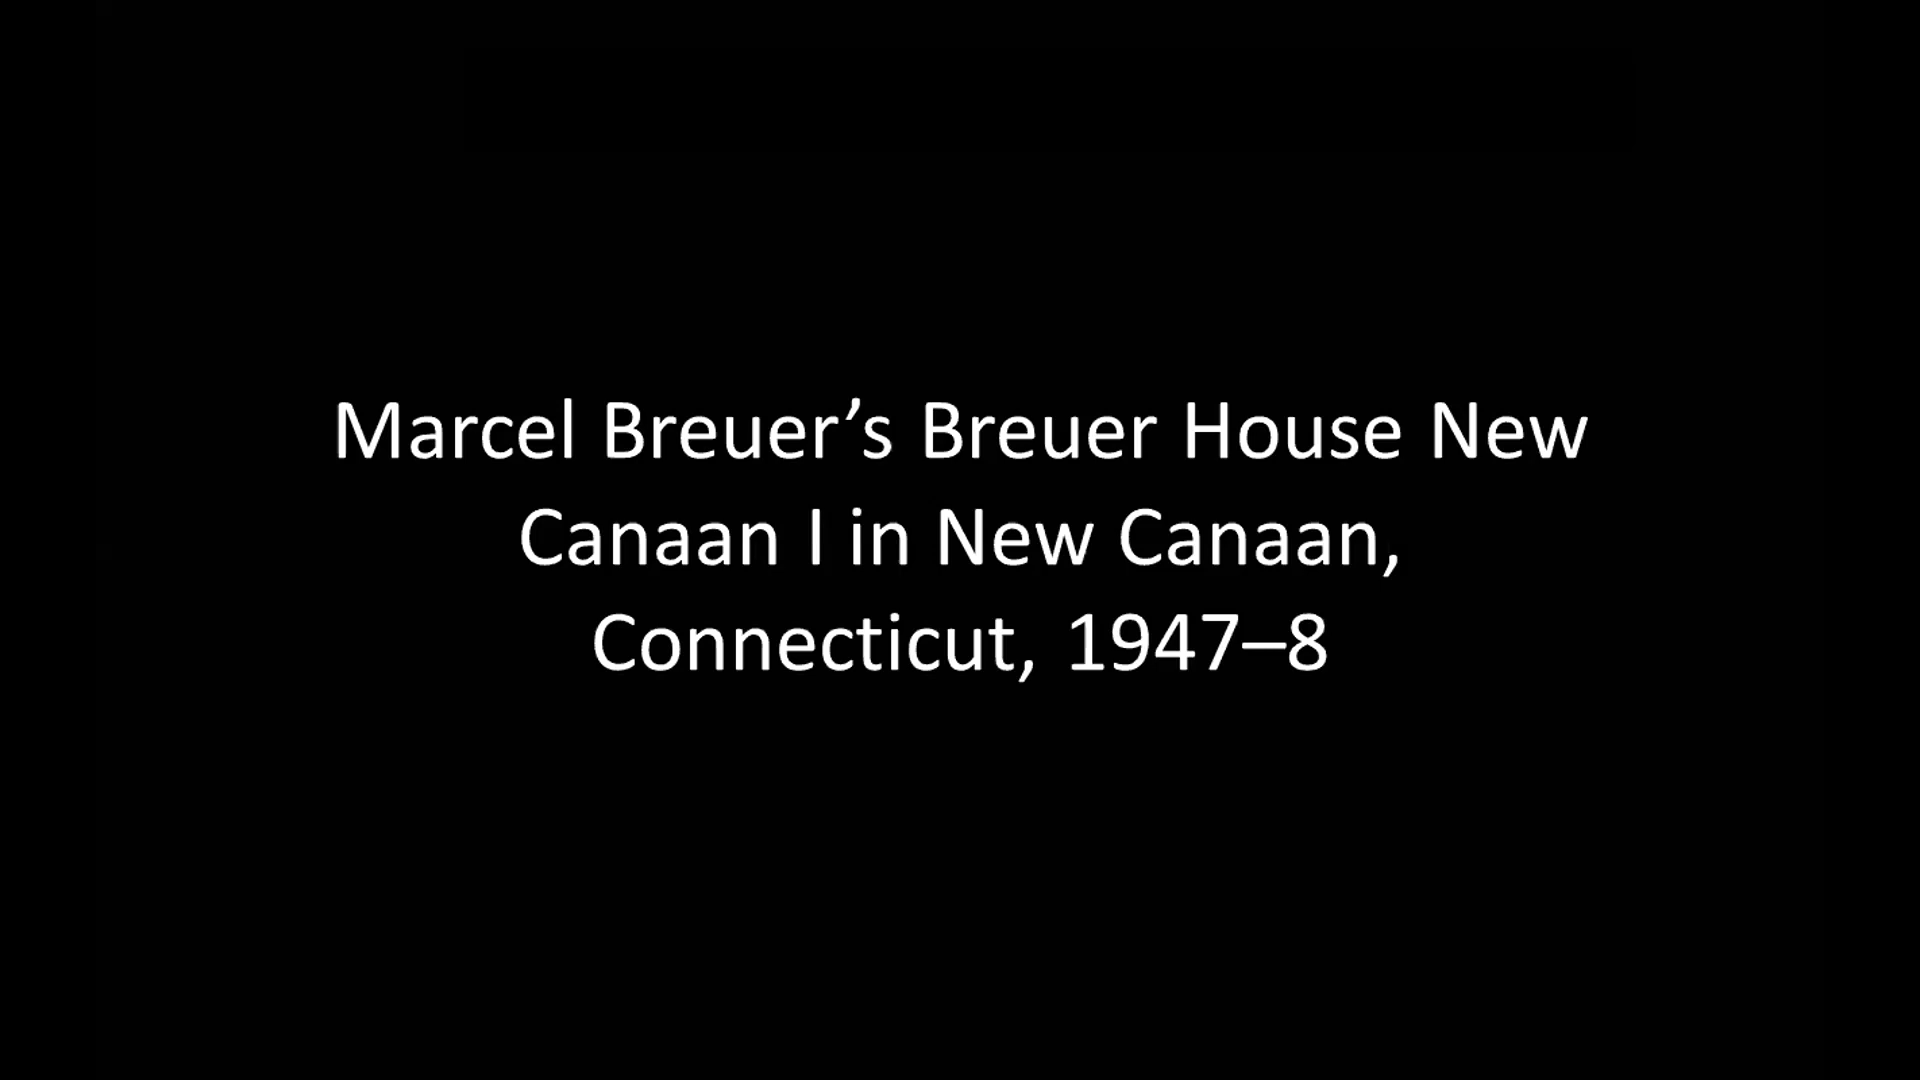 Marcel Breuer’s Breuer House New
Canaan I in New Canaan,
Connecticut, 1947–8